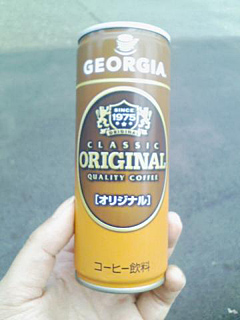 GEORGIA
SINCE
1975
ORIGINAL
CLASSIC
ORIGINAL
QUALITY COFFEE
[オリジナル]
コーヒー飲料